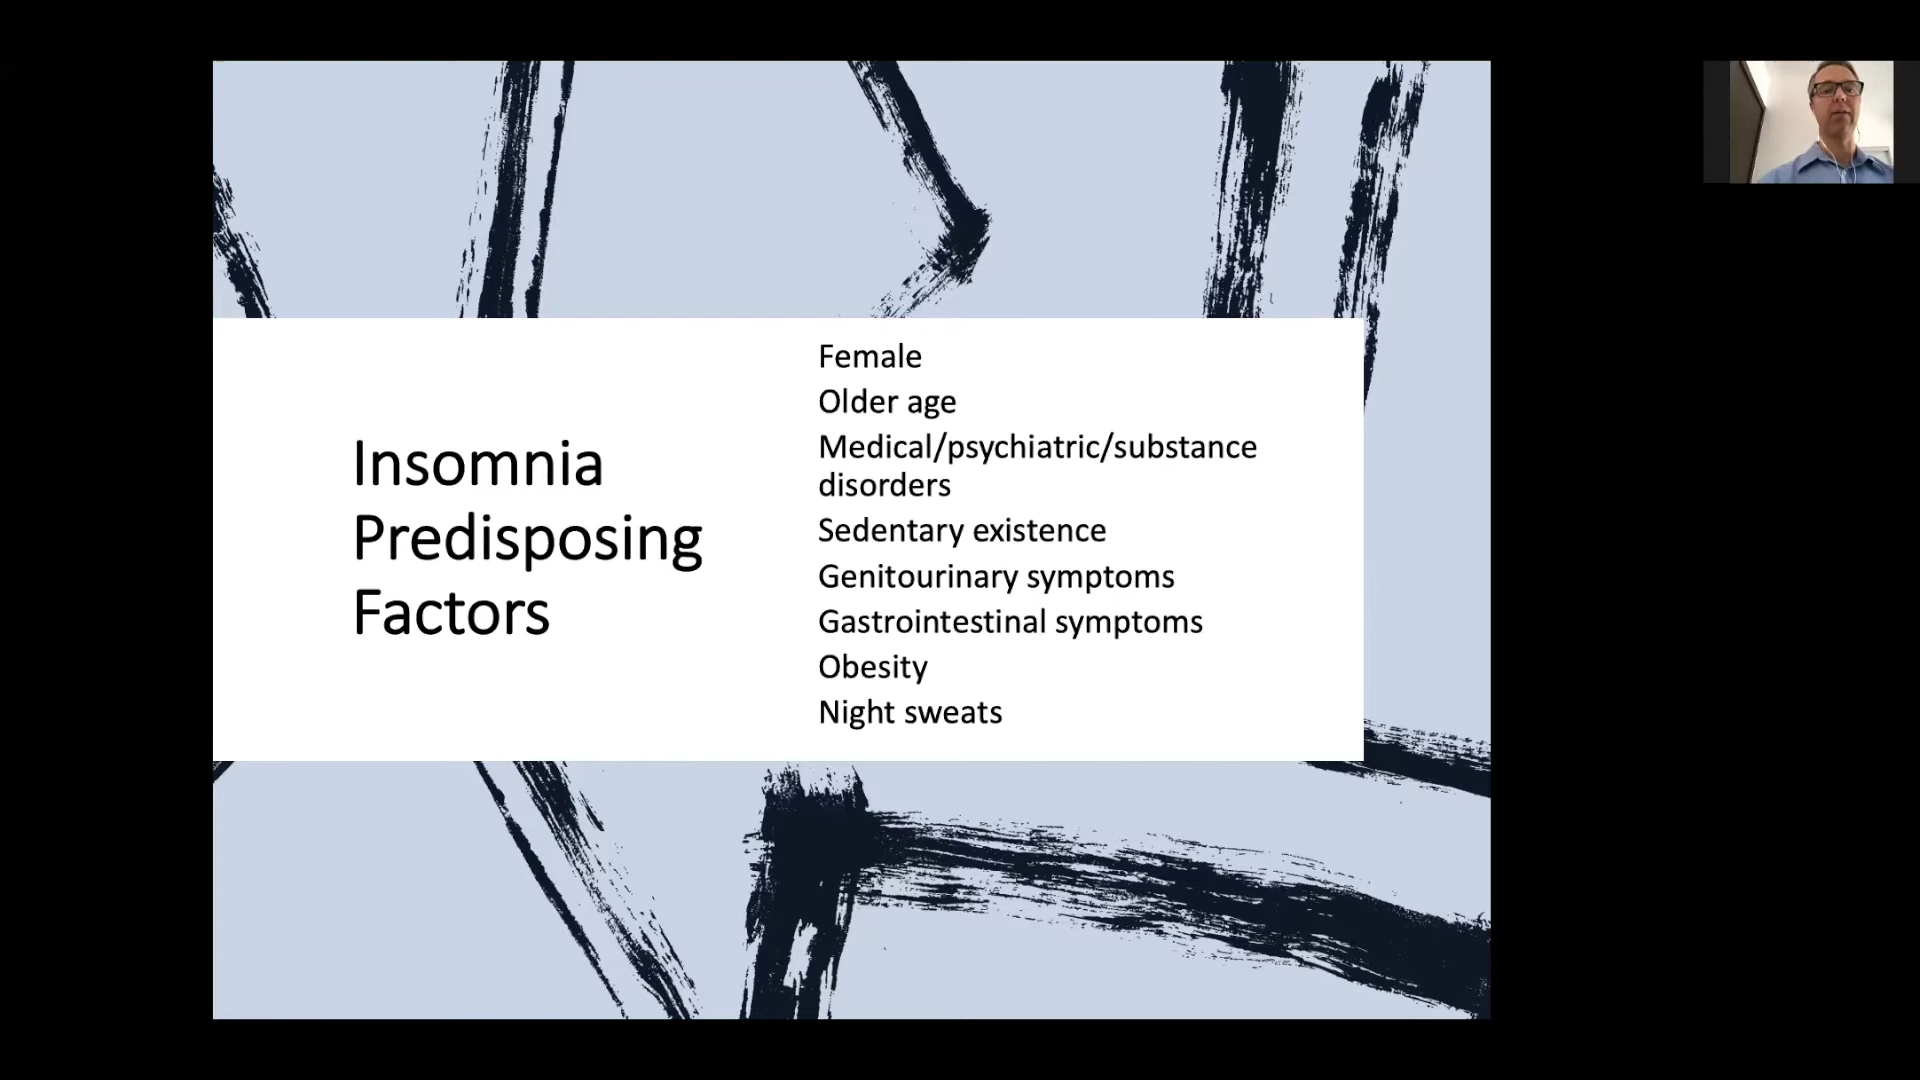 Insomnia
Predisposing
Factors
Female
Older age
Medical/psychiatric/substance
disorders
Sedentary existence
Genitourinary symptoms
Gastrointestinal symptoms
Obesity
Night sweats